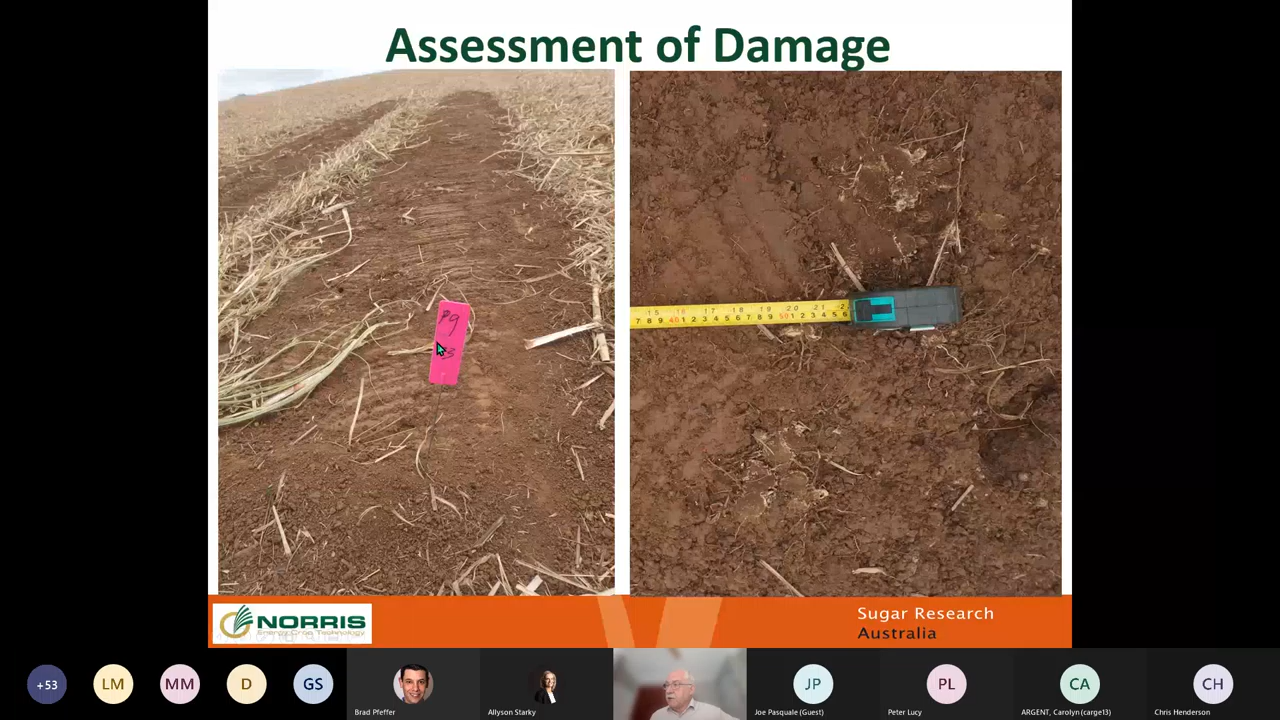 Assessment of Damage
P9
NORRIS
Energy Crop Technology
Sugar Research
Australia
+53
LM
MM
D
GS
JP
PL
CA
CH
Brad Pfeffer
Allyson Starky
Joe Pasquale (Guest)
Peter Lucy
ARGENT, Carolyn (carge13)
Chris Henderson